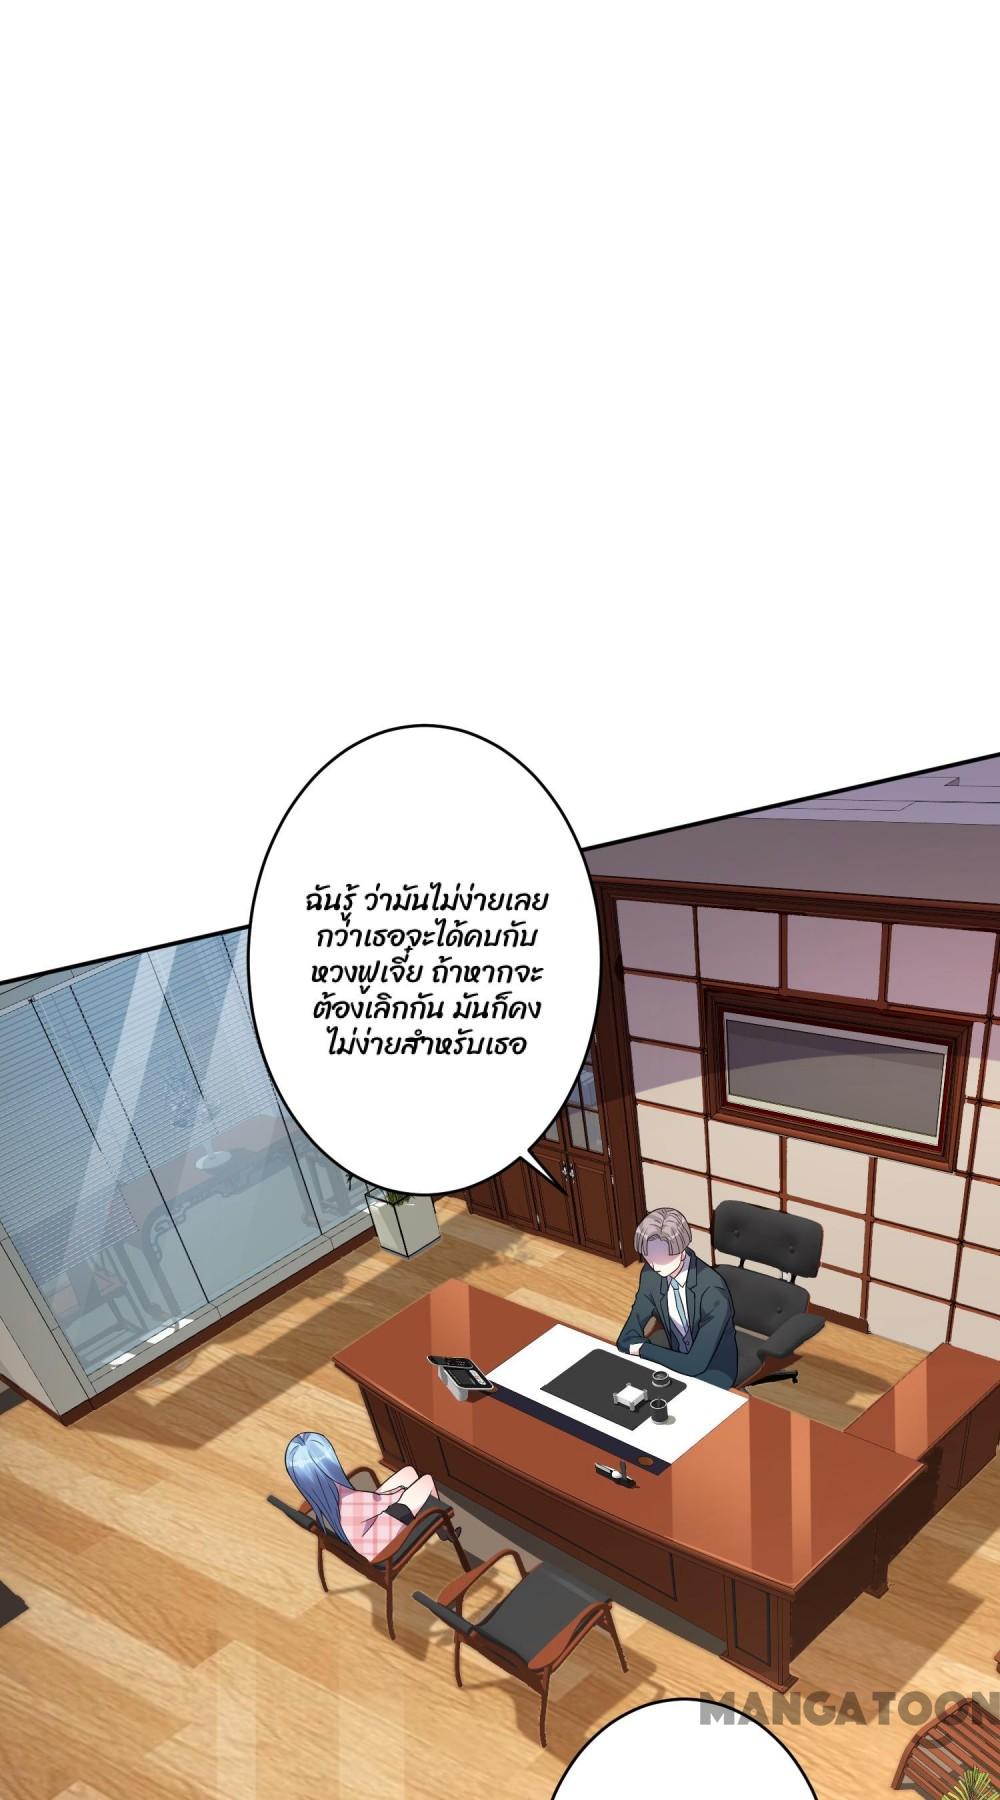 ฉันรู้ ว่ามันไม่ง่ายเลย
กว่าเธอจะได้คบกับ
หวงฟูเจี๋ย ถ้าหากจะ
ต้องเลิกกัน มันก็คง
ไม่ง่ายสำหรับเธอ
MANGATOON